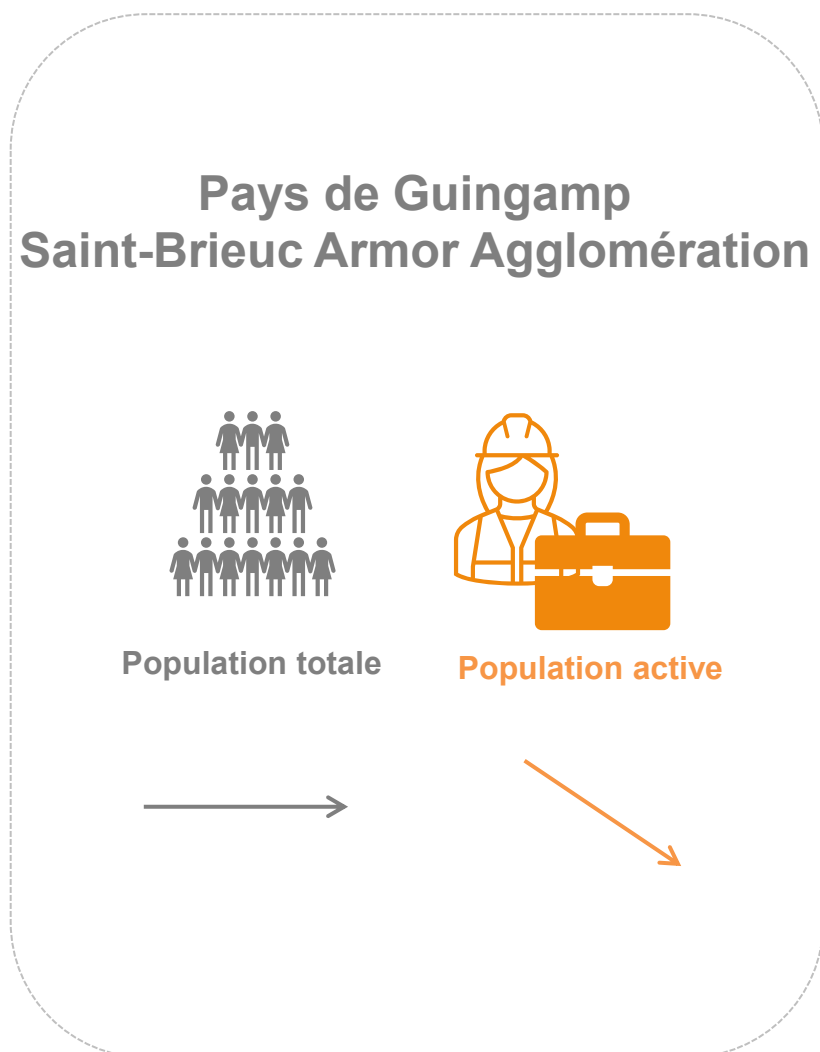 Pays de Guingamp
Saint-Brieuc Armor Agglomération
Population totale
Population active